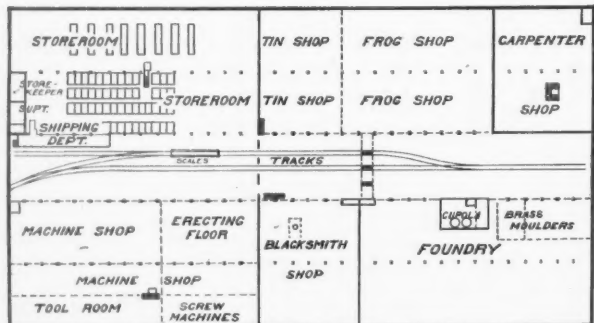 STOREROOM
TIN SHOP
FROG SHOP
CARPENTER
STORE-
KEEPER
SUPT.
STOREROOM
TIN SHOP
FROG SHOP
SHOP
SHIPPING
DEPT.
SCALES
TRACKS
MACHINE SHOP
ERECTING
FLOOR
BLACKSMITH
SHOP
CUPOLA
BRASS
MOULDERS
FOUNDRY
MACHINE SHOP
TOOL ROOM
SCREW
MACHINES